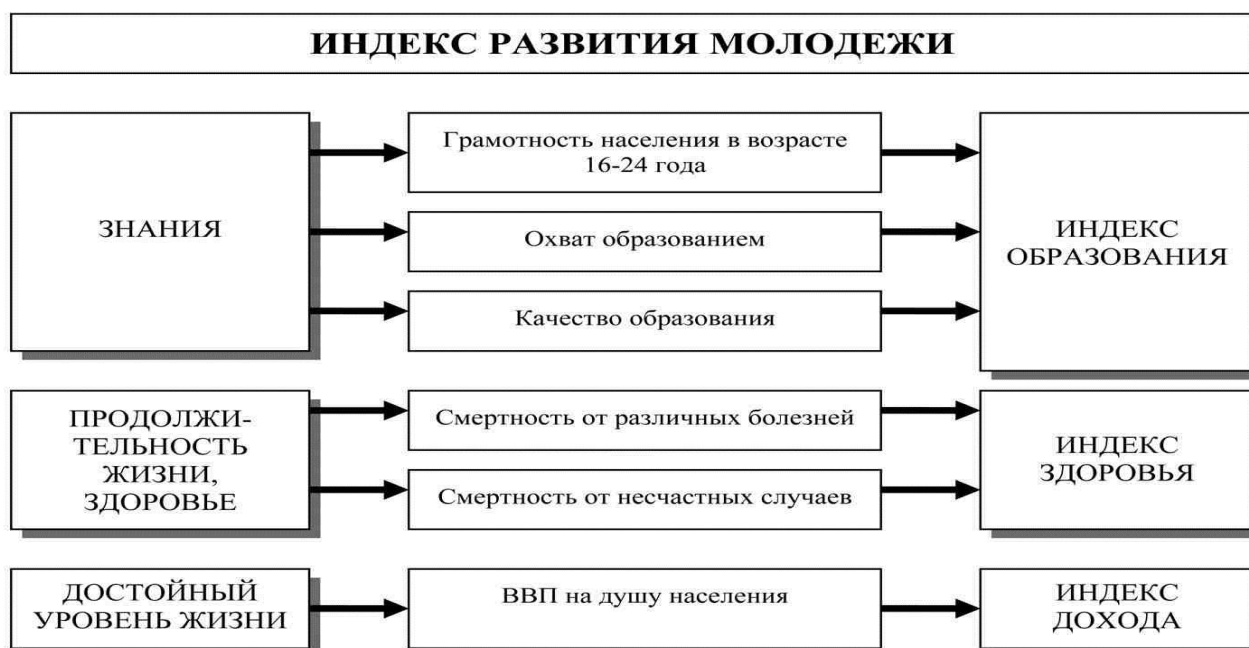 ИНДЕКС РАЗВИТИЯ МОЛОДЕЖИ
ЗНАНИЯ
Грамотность населения в возрасте
16-24 года
Охват образованием
Качество образования
ИНДЕКС
ОБРАЗОВАНИЯ
ПРОДОЛЖИ-
ТЕЛЬНОСТЬ
ЖИЗНИ,
ЗДОРОВЬЕ
Смертность от различных болезней
Смертность от несчастных случаев
ИНДЕКС
ЗДОРОВЬЯ
ДОСТОЙНЫЙ
УРОВЕНЬ ЖИЗНИ
ВВП на душу населения
ИНДЕКС
ДОХОДА